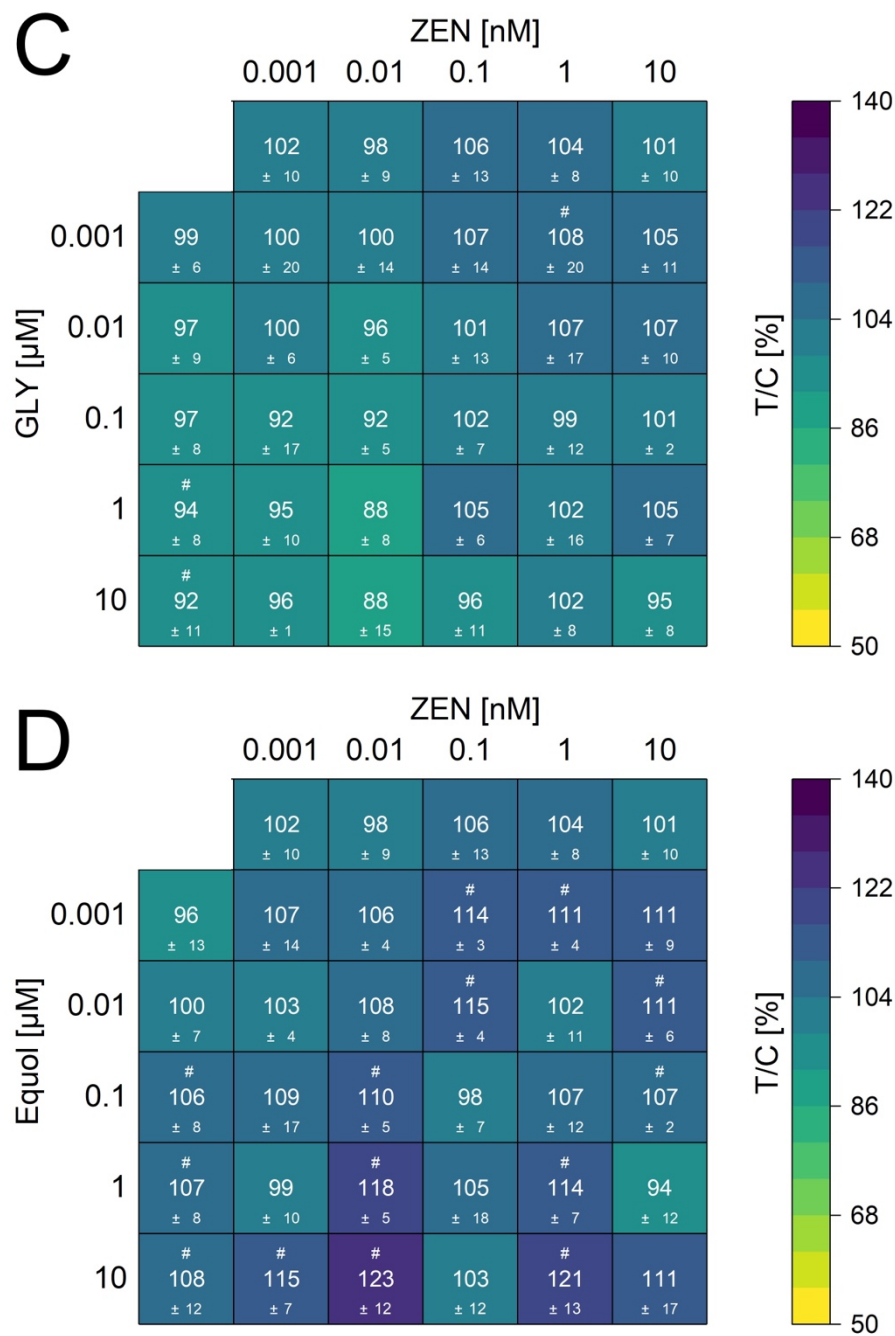 C
ZEN [nM]
0.001 0.01 0.1 1 10
102 98 106 104 101
± 10 ± 9 ± 13 ± 8 ± 10
#
0.001 99 100 100 107 108 105
± 6 ± 20 ± 14 ± 14 ± 20 ± 11
0.01 97 100 96 101 107 107
± 9 ± 6 ± 5 ± 13 ± 17 ± 10
0.1 97 92 92 102 99 101
± 8 ± 17 ± 5 ± 7 ± 12 ± 2
#
1 94 95 88 105 102 105
± 8 ± 10 ± 8 ± 6 ± 16 ± 7
#
10 92 96 88 96 102 95
± 11 ± 1 ± 15 ± 11 ± 8 ± 8
GLY [µM]
T/C [%]
140
122
104
86
68
50
D
ZEN [nM]
0.001 0.01 0.1 1 10
102 98 106 104 101
± 10 ± 9 ± 13 ± 8 ± 10
# #
0.001 96 107 106 114 111 111
± 13 ± 14 ± 4 ± 3 ± 4 ± 9
# #
0.01 100 103 108 115 102 111
± 7 ± 4 ± 8 ± 4 ± 11 ± 6
# # #
0.1 106 109 110 98 107 107
± 8 ± 17 ± 5 ± 7 ± 12 ± 2
# # #
1 107 99 118 105 114 94
± 8 ± 10 ± 5 ± 18 ± 7 ± 12
# # # #
10 108 115 123 103 121 111
± 12 ± 7 ± 12 ± 12 ± 13 ± 17
Equol [µM]
T/C [%]
140
122
104
86
68
50